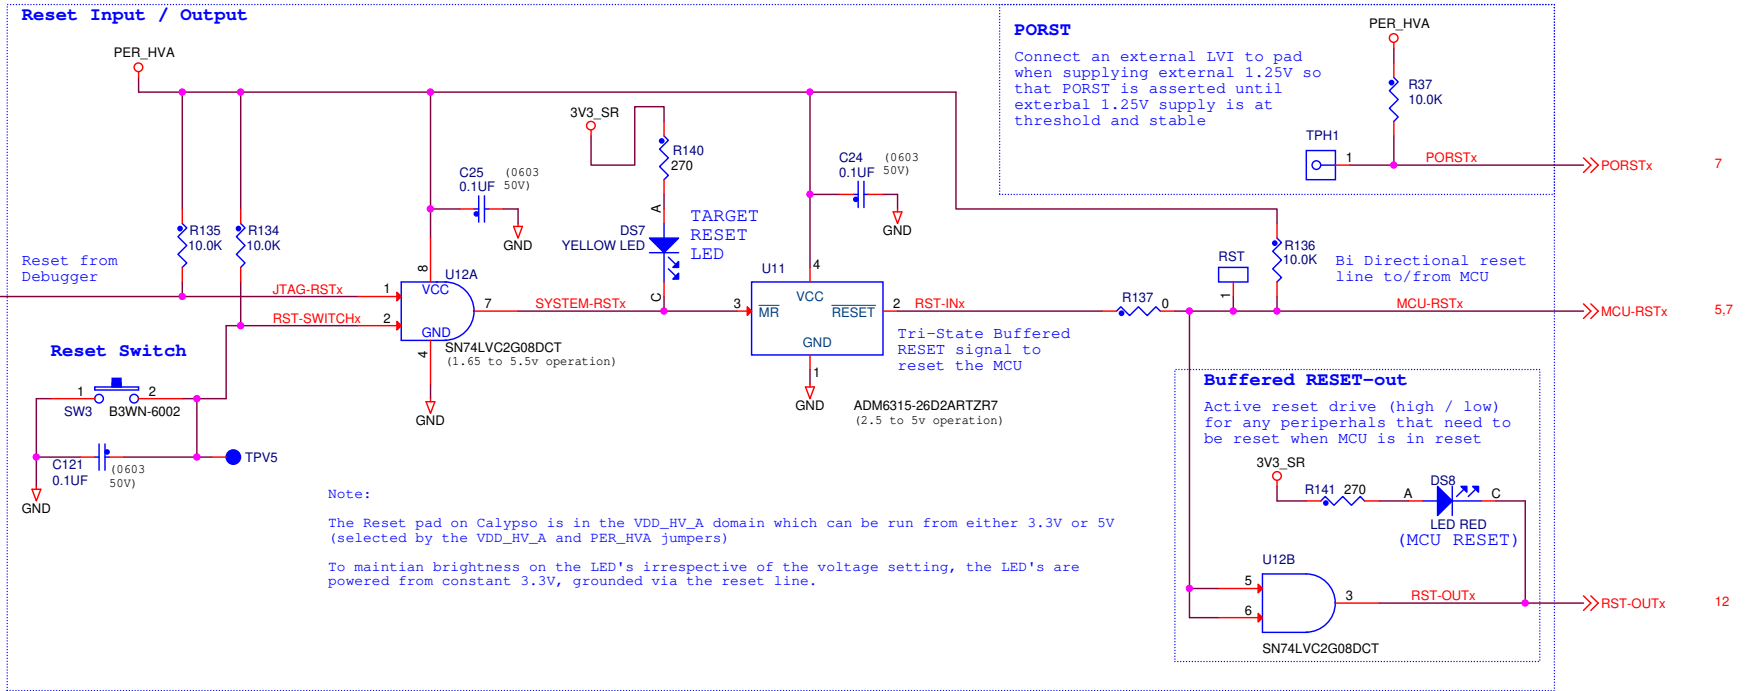 Reset Input / Output
PER_HVA
R135
10.0K
R134
10.0K
Reset from
Debugger
JTAG-RSTx
1
RST-SWITCHx
2
Reset Switch
1
2
SW3
B3WN-6002
C121
0.1UF
(0603
50V)
TPV5
GND
C25
0.1UF
(0603
50V)
GND
8
U12A
VCC
GND
7
4
SN74LVC2G08DCT
(1.65 to 5.5v operation)
GND
SYSTEM-RSTx
3V3_SR
R140
270
A
DS7
YELLOW LED
C
TARGET
RESET
LED
C24
0.1UF
(0603
50V)
GND
U11
4
VCC
3
MR
RESET
2
GND
1
GND
ADM6315-26D2ARTZR7
(2.5 to 5v operation)
RST-INx
Tri-State Buffered
RESET signal to
reset the MCU
R137
0
RST
1
R136
10.0K
Bi Directional reset
line to/from MCU
MCU-RSTx
MCU-RSTx
5,7
PORST
Connect an external LVI to pad
when supplying external 1.25V so
that PORST is asserted until
exterbal 1.25V supply is at
threshold and stable
PER_HVA
R37
10.0K
TPH1
1
PORSTx
PORSTx
7
Buffered RESET-out
Active reset drive (high / low)
for any periperhals that need to
be reset when MCU is in reset
3V3_SR
R141
270
A
DS8
C
LED RED
(MCU RESET)
U12B
5
6
3
RST-OUTx
RST-OUTx
12
SN74LVC2G08DCT
Note:
The Reset pad on Calypso is in the VDD_HV_A domain which can be run from either 3.3V or 5V
(selected by the VDD_HV_A and PER_HVA jumpers)
To maintian brightness on the LED's irrespective of the voltage setting, the LED's are
powered from constant 3.3V, grounded via the reset line.